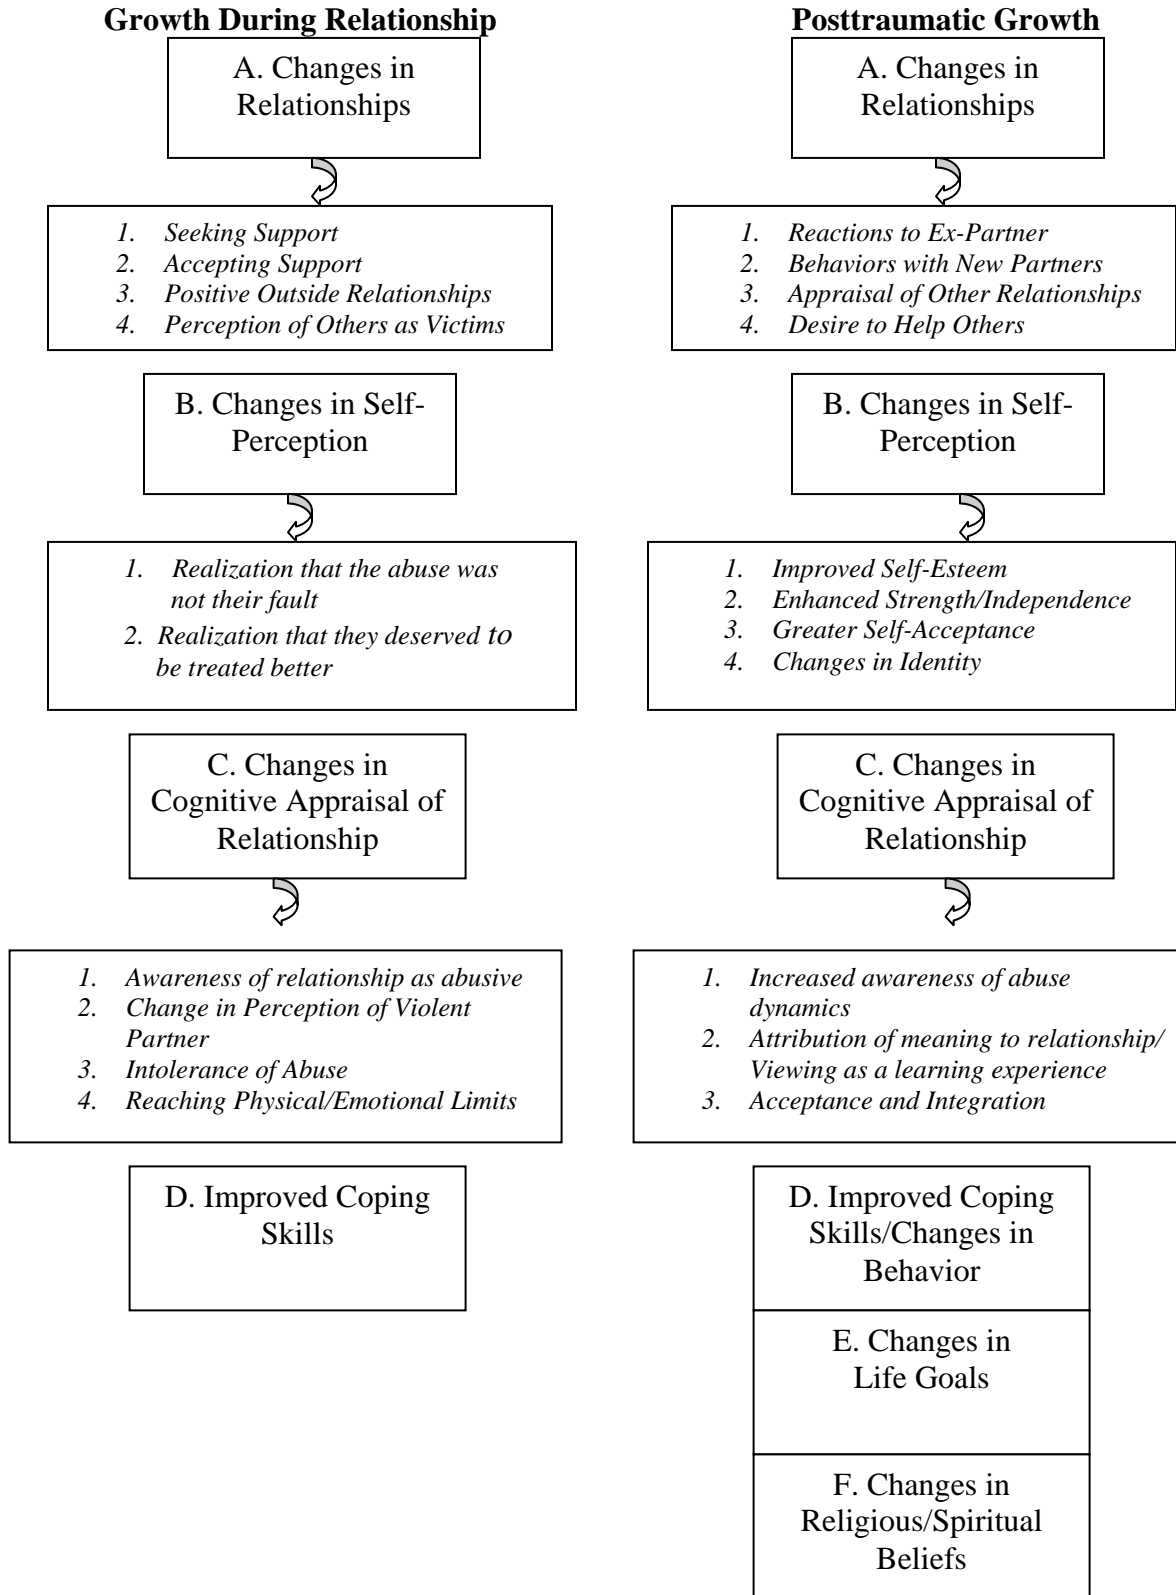 Growth During Relationship
A. Changes in
Relationships
1. Seeking Support
2. Accepting Support
3. Positive Outside Relationships
4. Perception of Others as Victims
B. Changes in Self-
Perception
1. Realization that the abuse was
not their fault
2. Realization that they deserved to
be treated better
C. Changes in
Cognitive Appraisal of
Relationship
1. Awareness of relationship as abusive
2. Change in Perception of Violent
Partner
3. Intolerance of Abuse
4. Reaching Physical/Emotional Limits
D. Improved Coping
Skills
Posttraumatic Growth
A. Changes in
Relationships
1. Reactions to Ex-Partner
2. Behaviors with New Partners
3. Appraisal of Other Relationships
4. Desire to Help Others
B. Changes in Self-
Perception
1. Improved Self-Esteem
2. Enhanced Strength/Independence
3. Greater Self-Acceptance
4. Changes in Identity
C. Changes in
Cognitive Appraisal of
Relationship
1. Increased awareness of abuse
dynamics
2. Attribution of meaning to relationship/
Viewing as a learning experience
3. Acceptance and Integration
D. Improved Coping
Skills/Changes in
Behavior
E. Changes in
Life Goals
F. Changes in
Religious/Spiritual
Beliefs